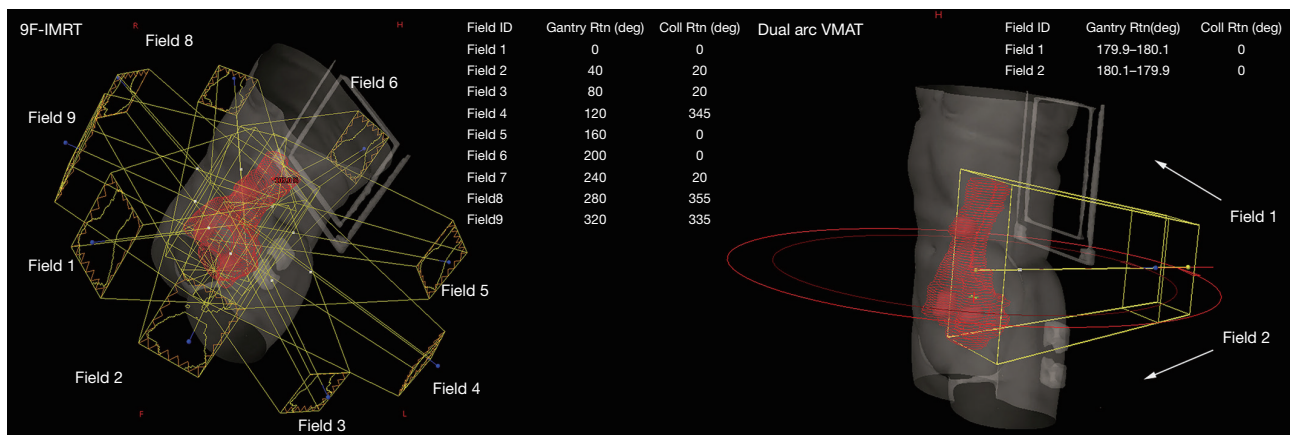 9F-IMRT
R
H
Field 8
Field 6
Field 9
Field 1
Field 5
Field 2
Field 4
Field 3
F
L
Field ID Gantry Rtn (deg) Coll Rtn (deg)
Field 1 0 0
Field 2 40 20
Field 3 80 20
Field 4 120 345
Field 5 160 0
Field 6 200 0
Field 7 240 20
Field8 280 355
Field9 320 335
Dual arc VMAT
H
Field ID Gantry Rtn(deg) Coll Rtn (deg)
Field 1 179.9–180.1 0
Field 2 180.1–179.9 0
Field 1
Field 2